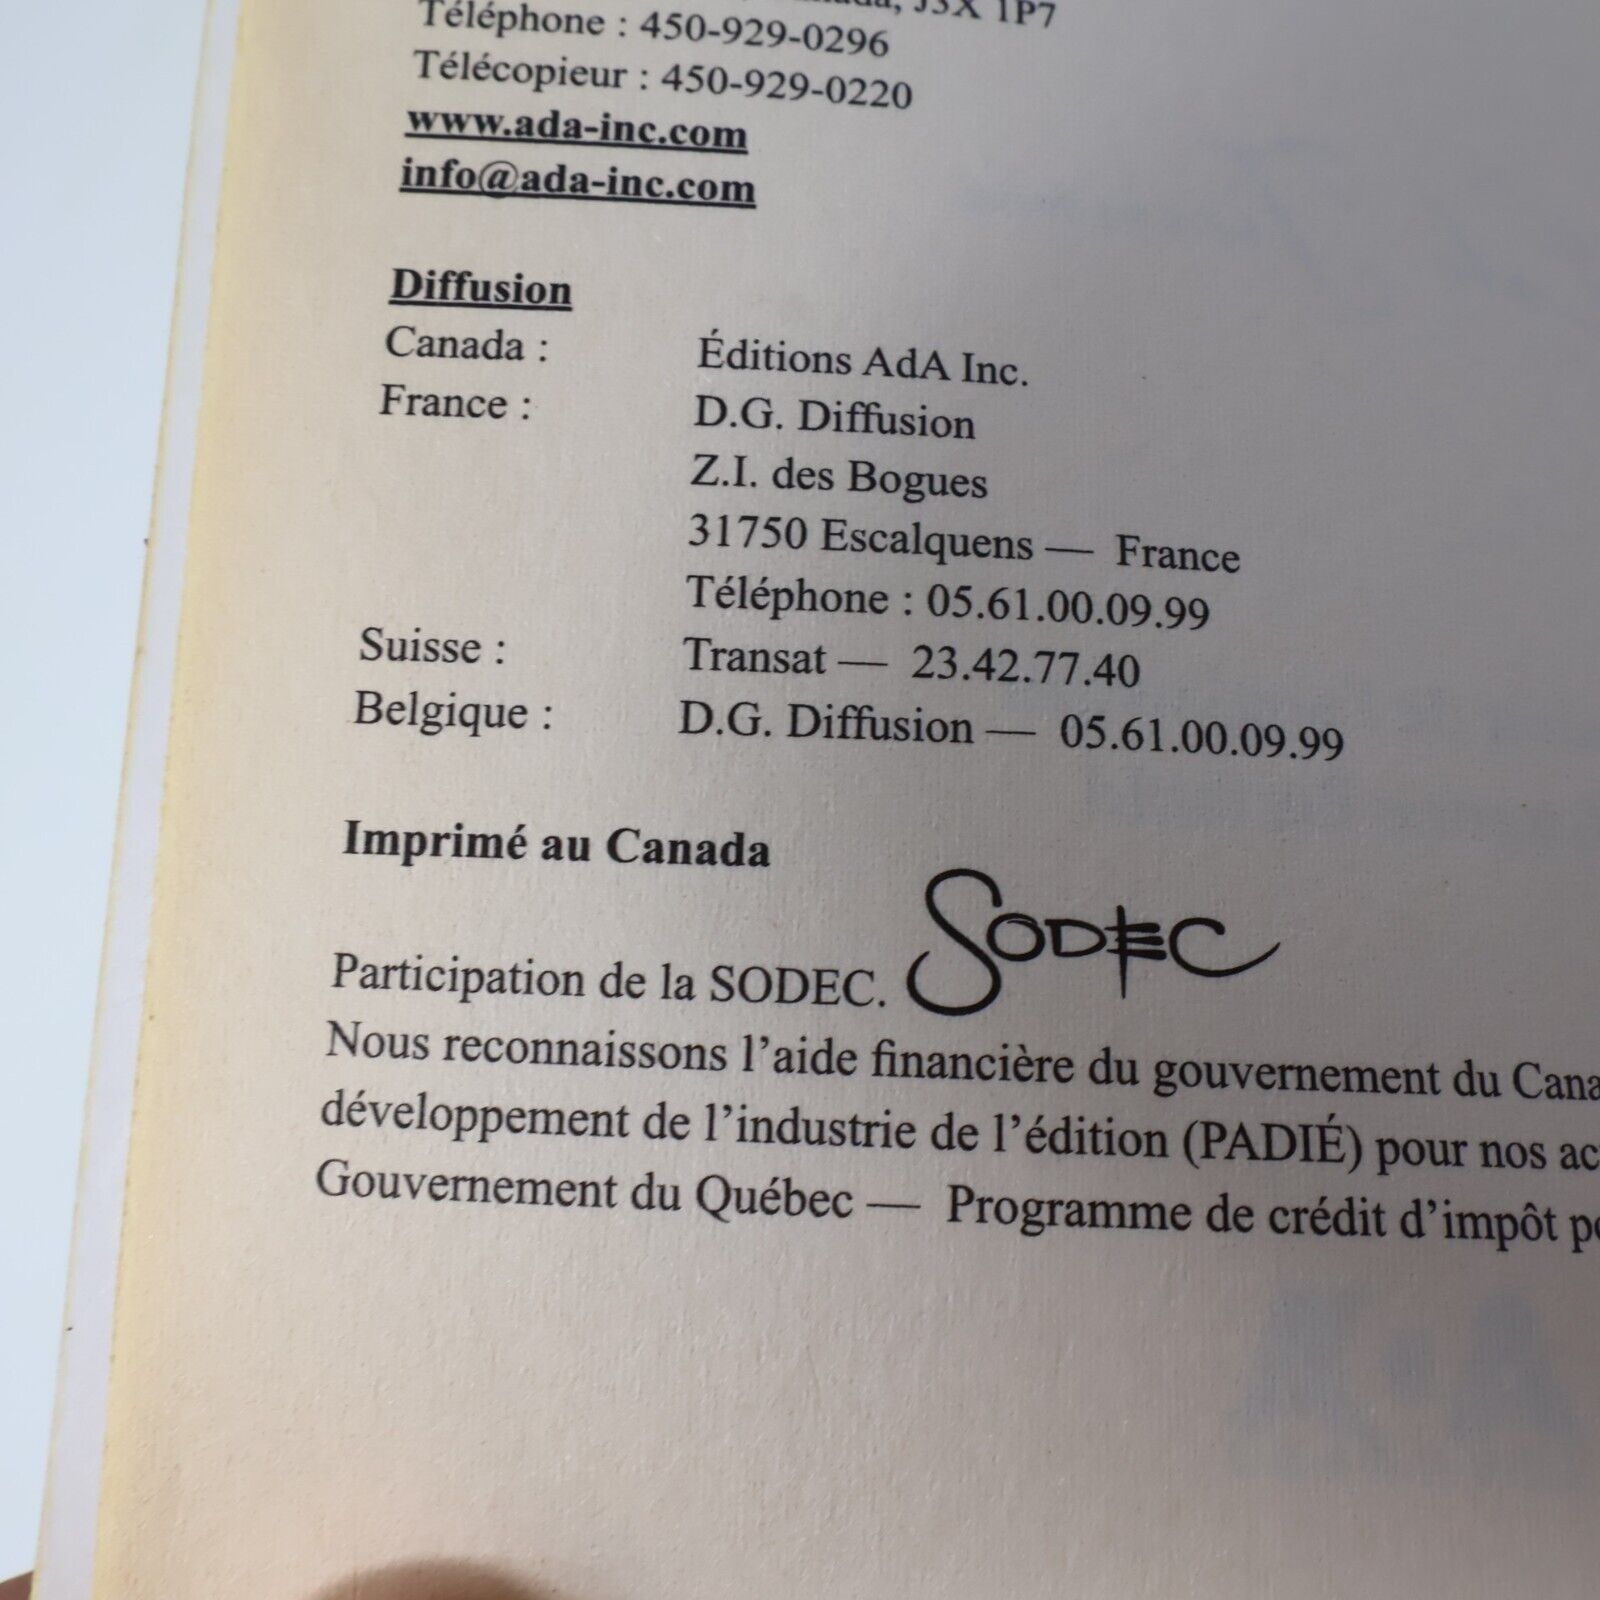 J3X 1P7
Téléphone : 450-929-0296
Télécopieur : 450-929-0220
www.ada-inc.com
info@ada-inc.com
Diffusion
Canada : Éditions AdA Inc.
France : D.G. Diffusion
Z.I. des Bogues
31750 Escalquens — France
Téléphone : 05.61.00.09.99
Suisse : Transat — 23.42.77.40
Belgique : D.G. Diffusion — 05.61.00.09.99
Imprimé au Canada
Participation de la SODEC. SODEC
Nous reconnaissons l’aide financière du gouvernement du Cana
développement de l’industrie de l’édition (PADIÉ) pour nos ac
Gouvernement du Québec — Programme de crédit d’impôt po